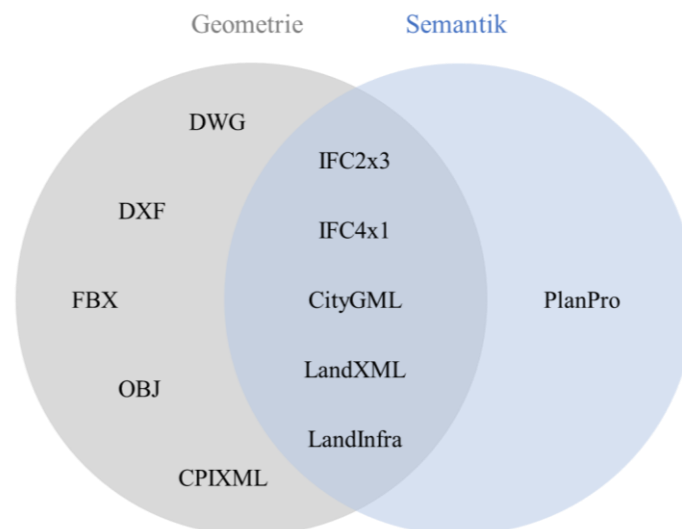 Geometrie Semantik
DWG
IFC2x3
DXF
IFC4x1
FBX CityGML PlanPro
LandXML
OBJ
LandInfra
CPIXML